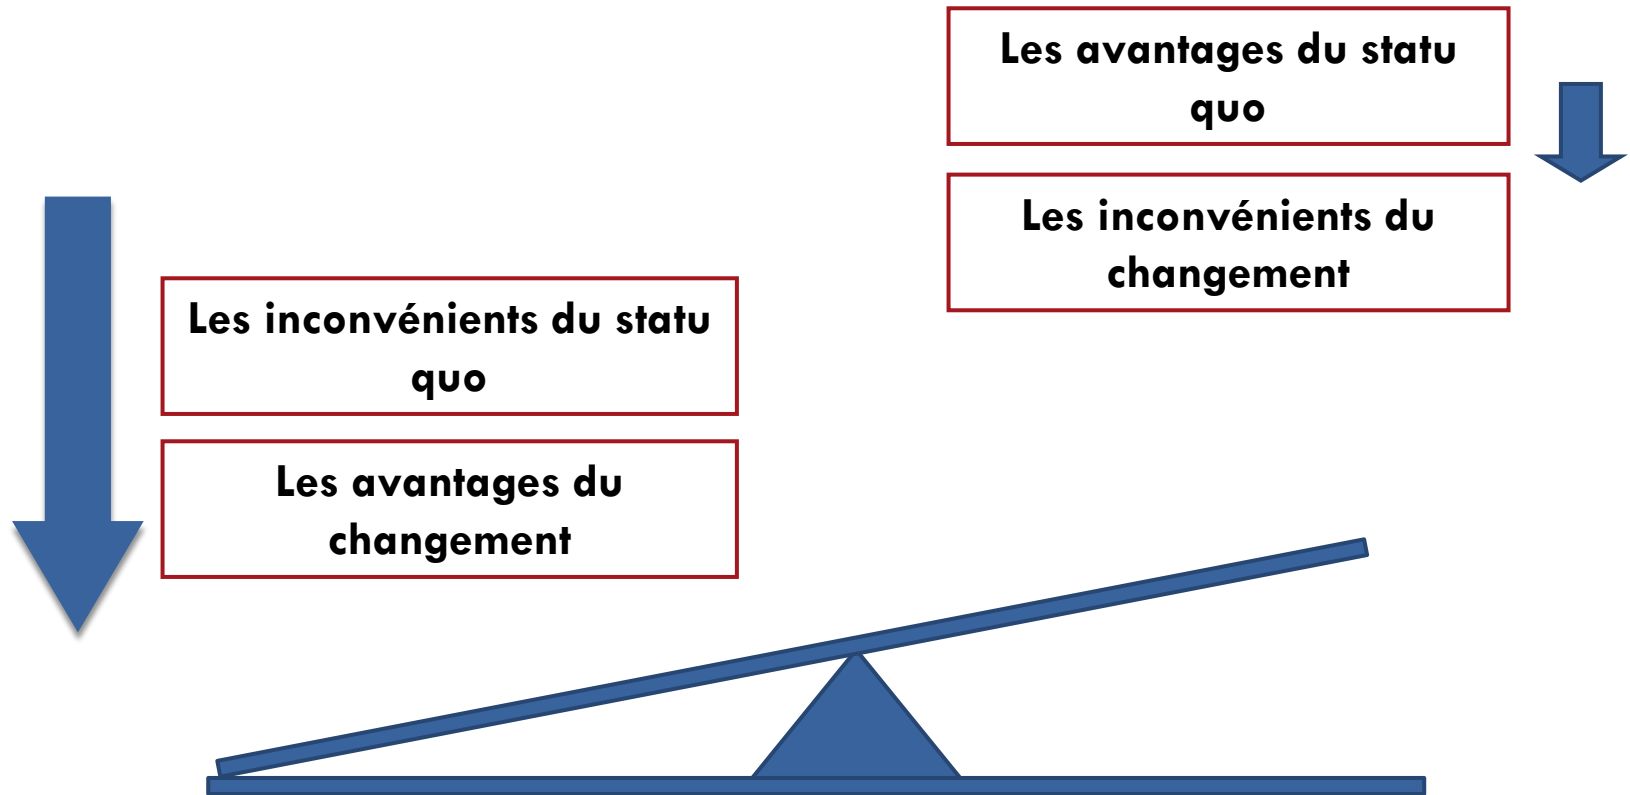 Les avantages du statu
quo
Les inconvénients du
changement
Les inconvénients du statu
quo
Les avantages du
changement